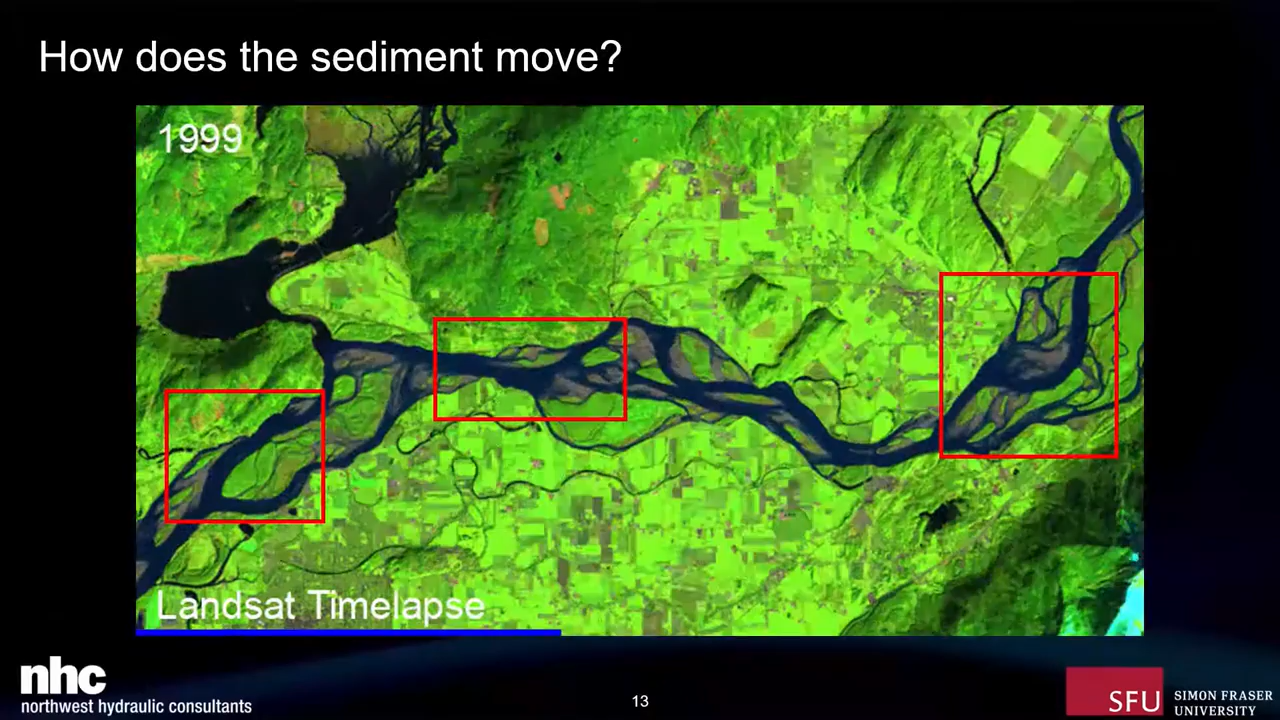 How does the sediment move?
1999
Landsat Timelapse
nhc
northwest hydraulic consultants
13
SFU
SIMON FRASER
UNIVERSITY